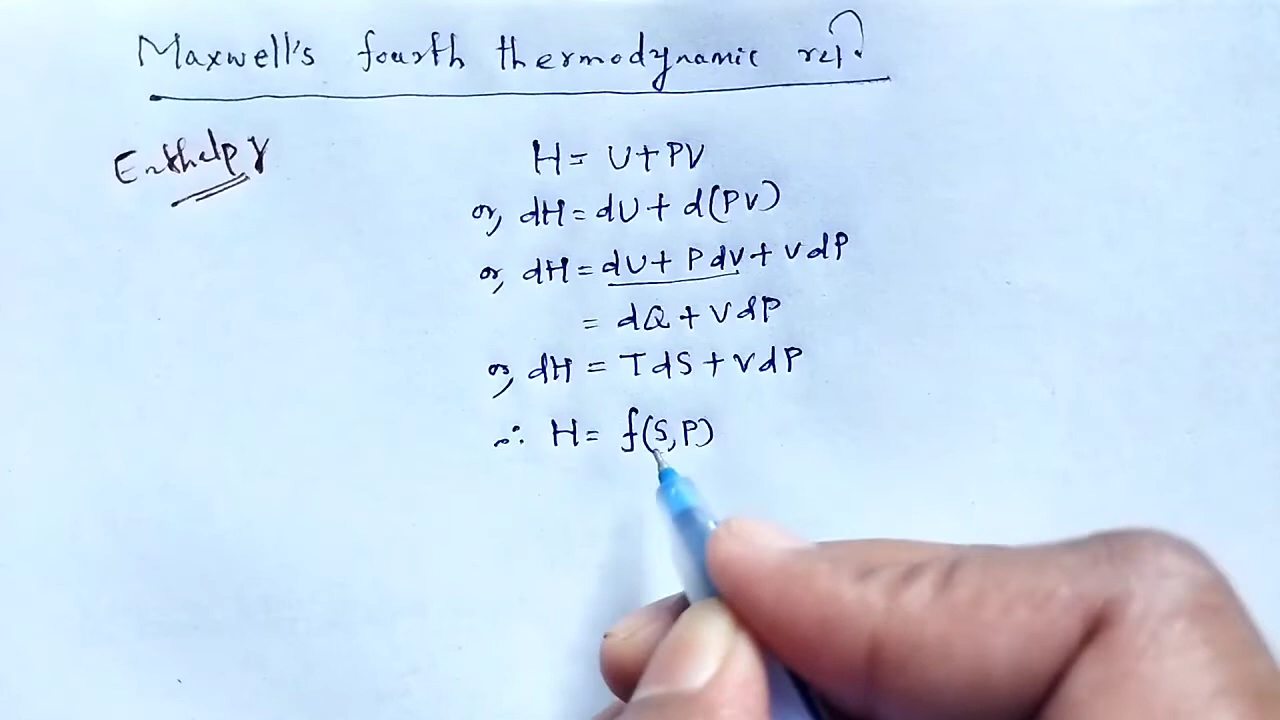 Maxwell's fourth thermodynamic relⁿ
Enthalpy
H = U + PV
or, dH = dU + d(PV)
or, dH = dU + PdV + VdP
= dQ + VdP
or, dH = TdS + VdP
∴ H = f(S,P)